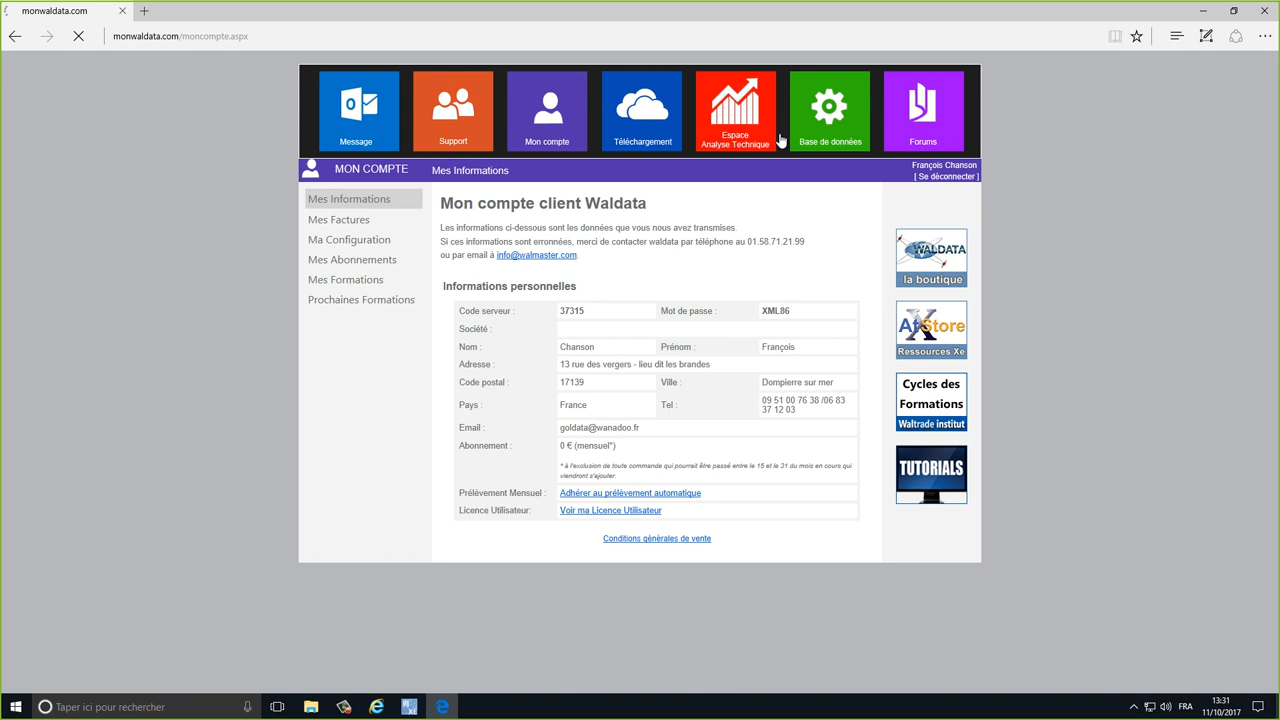 monwaldata.com
monwaldata.com/moncompte.aspx
Message
Support
Mon compte
Téléchargement
Espace
Analyse Technique
Base de données
Forums
MON COMPTE
Mes Informations
François Chanson
[ Se déconnecter ]
Mes Informations
Mes Factures
Ma Configuration
Mes Abonnements
Mes Formations
Prochaines Formations
Mon compte client Waldata
Les informations ci-dessous sont les données que vous nous avez transmises.
Si ces informations sont erronnées, merci de contacter waldata par téléphone au 01.58.71.21.99
ou par email à info@walmaster.com.
Informations personnelles
Code serveur : 37315 Mot de passe : XML86
Société :
Nom : Chanson Prénom : François
Adresse : 13 rue des vergers - lieu dit les brandes
Code postal : 17139 Ville : Dompierre sur mer
Pays : France Tel : 09 51 00 76 38 /06 83
37 12 03
Email : goldata@wanadoo.fr
Abonnement : 0 € (mensuel*)
* à l'exclusion de toute commande qui pourrait être passé entre le 15 et le 31 du mois en cours qui
viendront s'ajouter.
Prélèvement Mensuel : Adhérer au prélèvement automatique
Licence Utilisateur: Voir ma Licence Utilisateur
Conditions générales de vente
WALDATA
la boutique
AtStore
Ressources Xe
Cycles des
Formations
Waltrade institut
TUTORIALS
Taper ici pour rechercher
FRA
13:31
11/10/2017